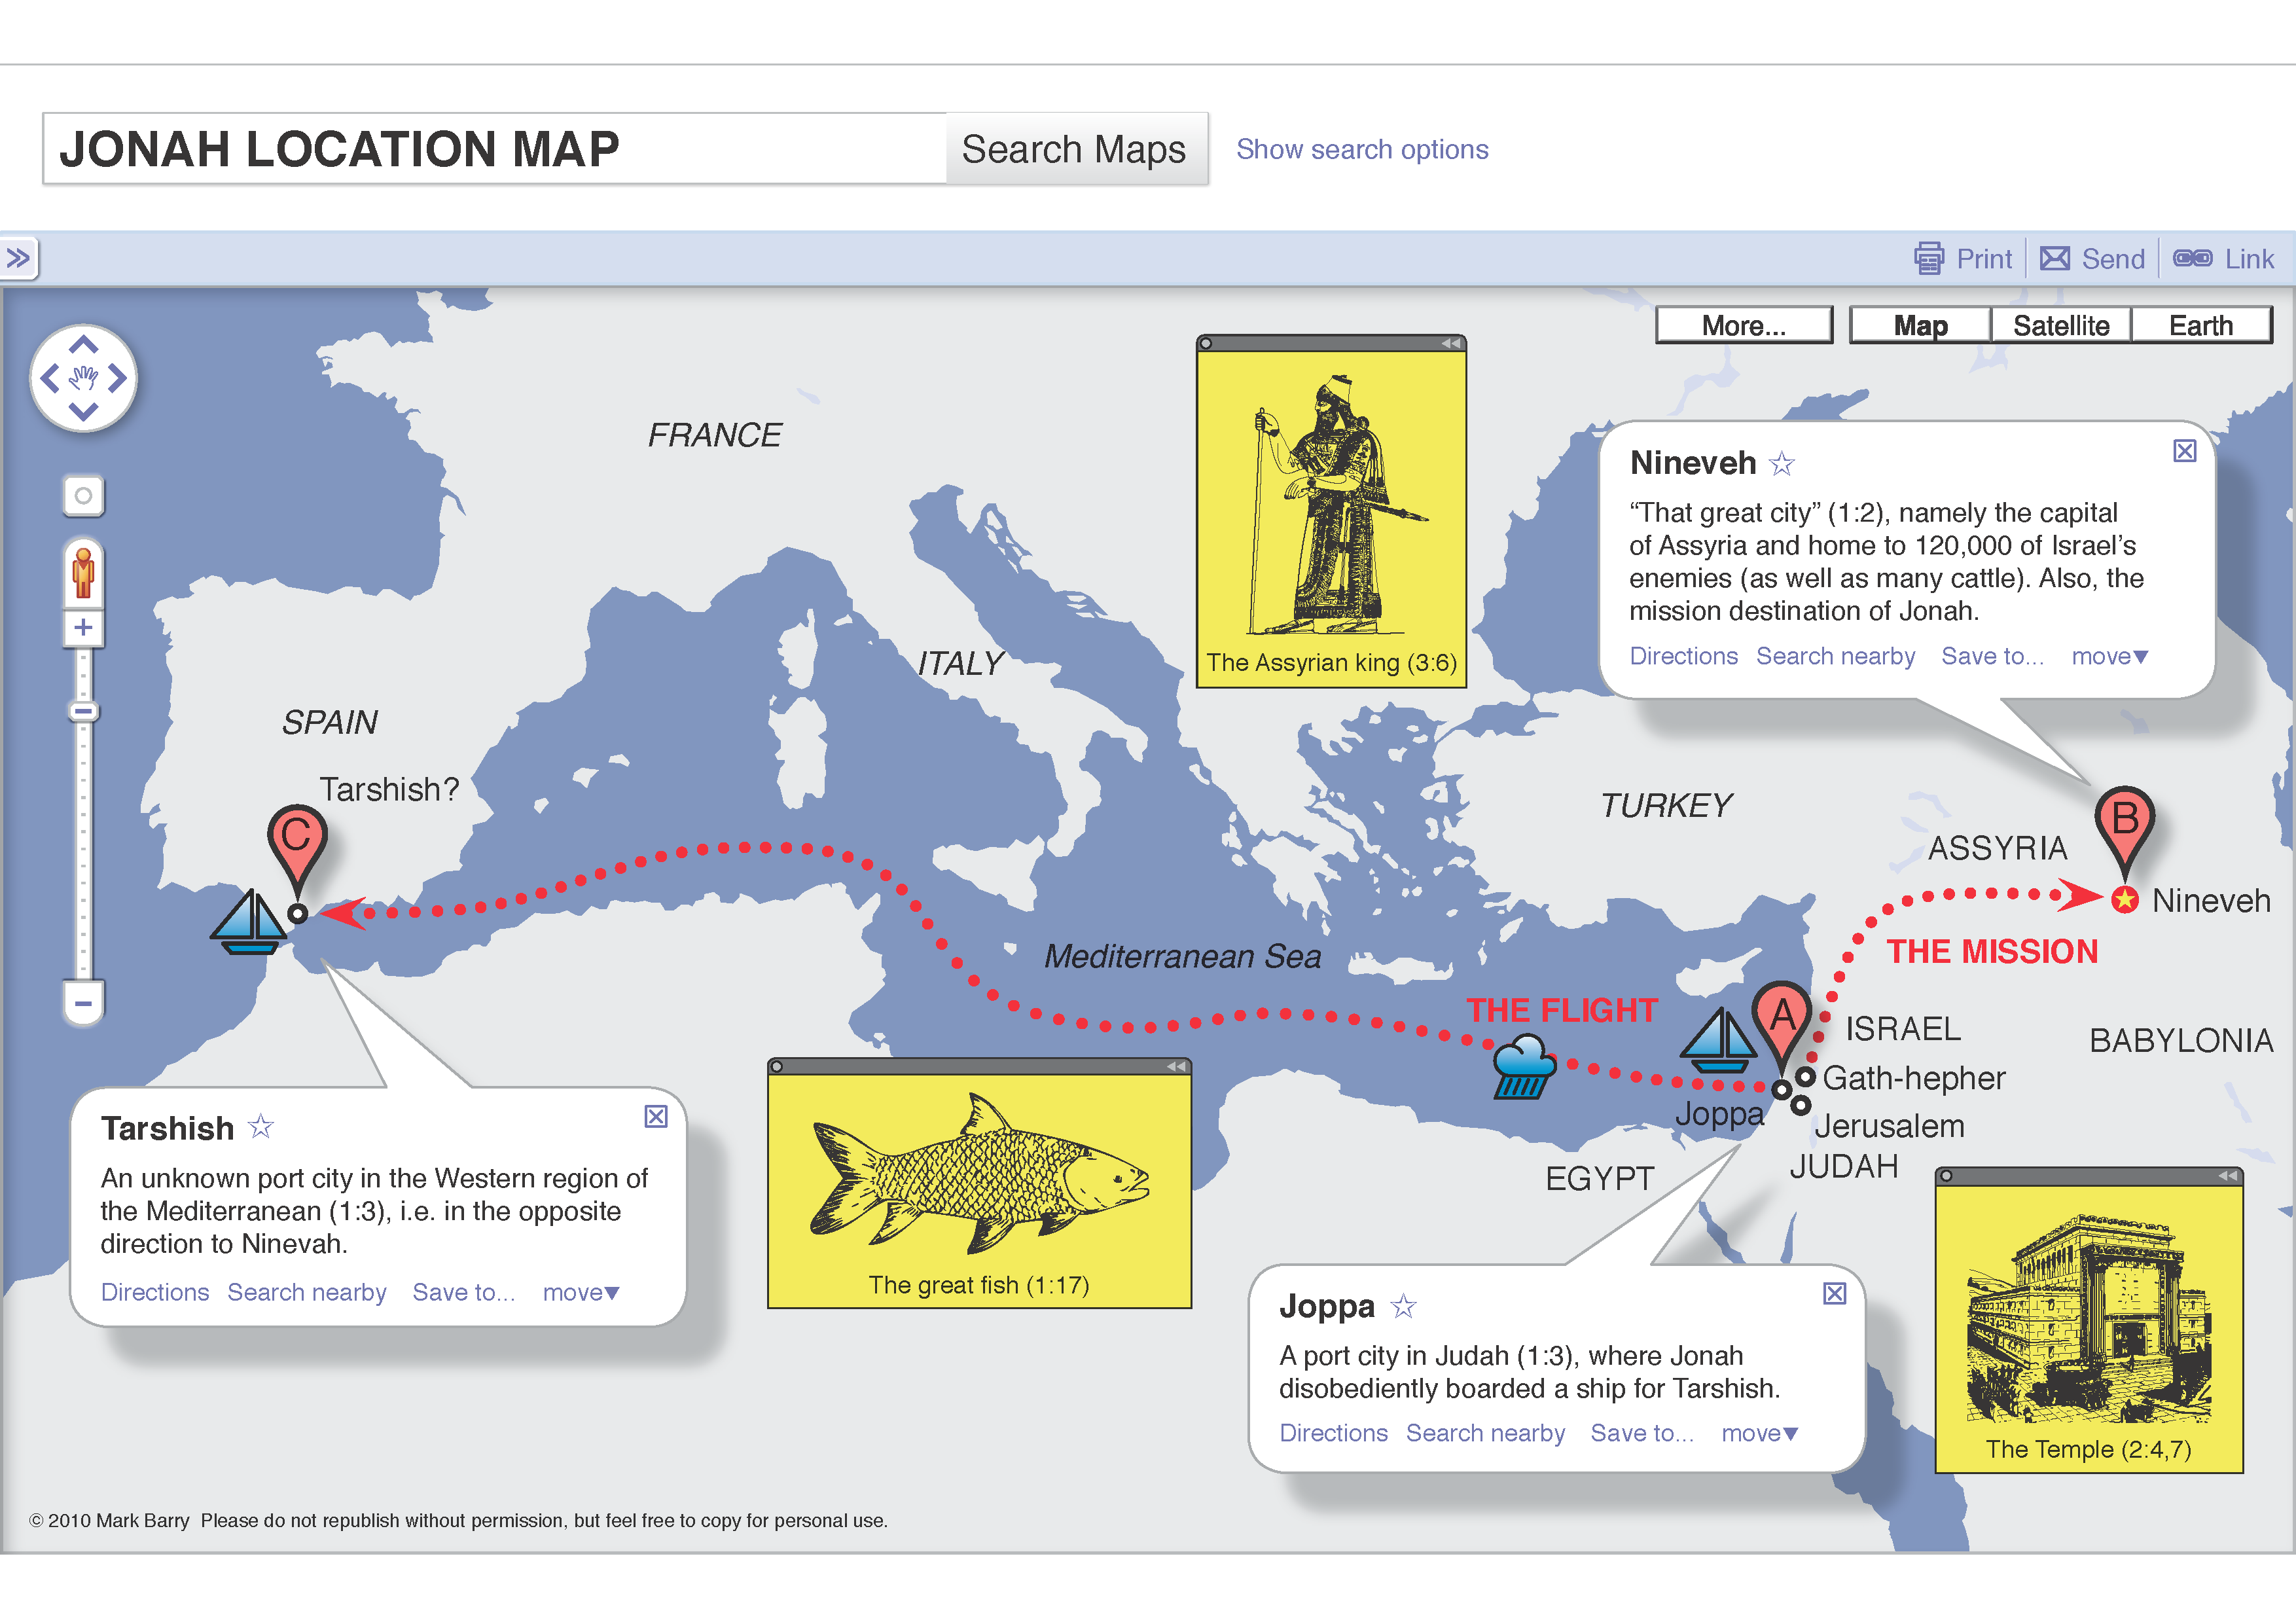 JONAH LOCATION MAP
Search Maps
Show search options
Print
Send
Link
More...
Map
Satellite
Earth
FRANCE
The Assyrian king (3:6)
Nineveh
“That great city” (1:2), namely the capital
of Assyria and home to 120,000 of Israel’s
enemies (as well as many cattle). Also, the
mission destination of Jonah.
Directions Search nearby Save to... move
ITALY
SPAIN
Tarshish?
C
TURKEY
B
ASSYRIA
Nineveh
THE MISSION
Mediterranean Sea
THE FLIGHT
A
ISRAEL
BABYLONIA
Gath-hepher
Joppa
Jerusalem
JUDAH
EGYPT
Tarshish
An unknown port city in the Western region of
the Mediterranean (1:3), i.e. in the opposite
direction to Ninevah.
Directions Search nearby Save to... move
The great fish (1:17)
Joppa
A port city in Judah (1:3), where Jonah
disobediently boarded a ship for Tarshish.
Directions Search nearby Save to... move
The Temple (2:4,7)
© 2010 Mark Barry Please do not republish without permission, but feel free to copy for personal use.